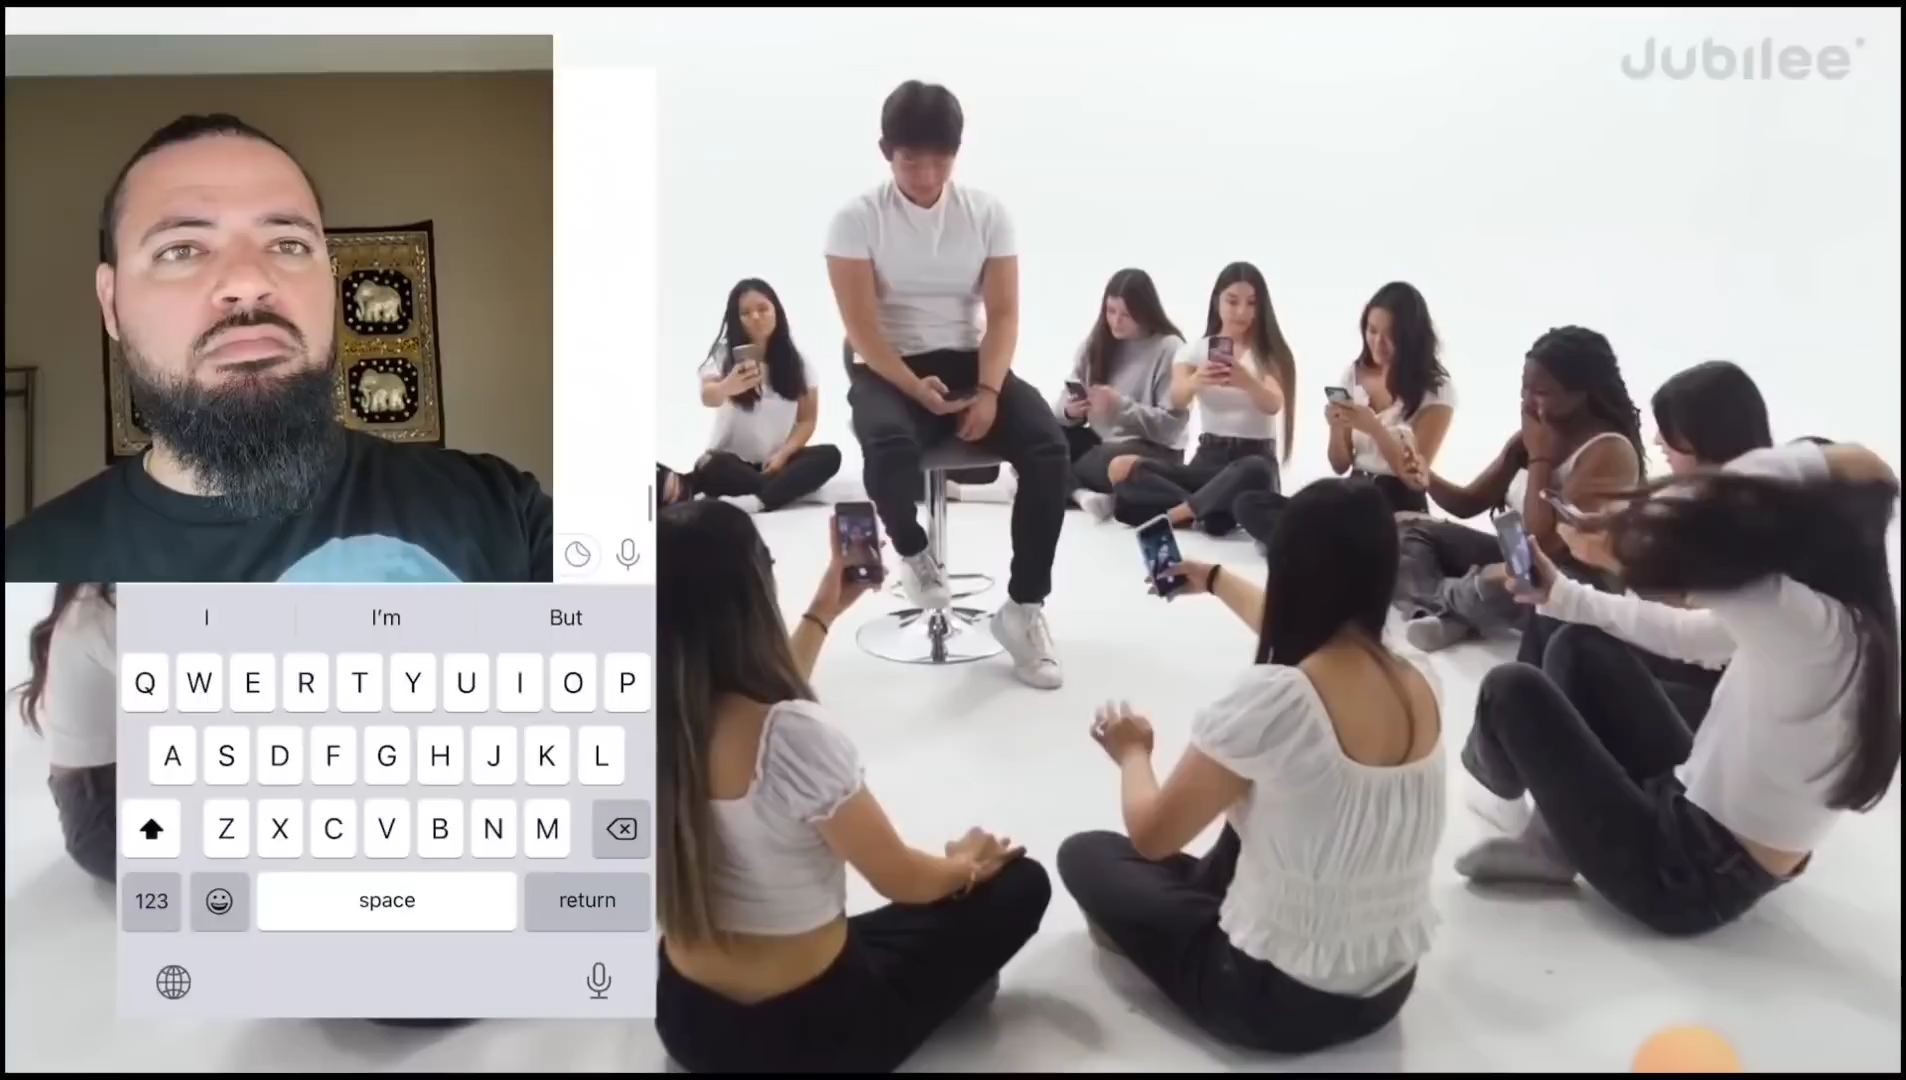 Jubilee
I I'm But
Q W E R T Y U I O P
A S D F G H J K L
Z X C V B N M
123 space return